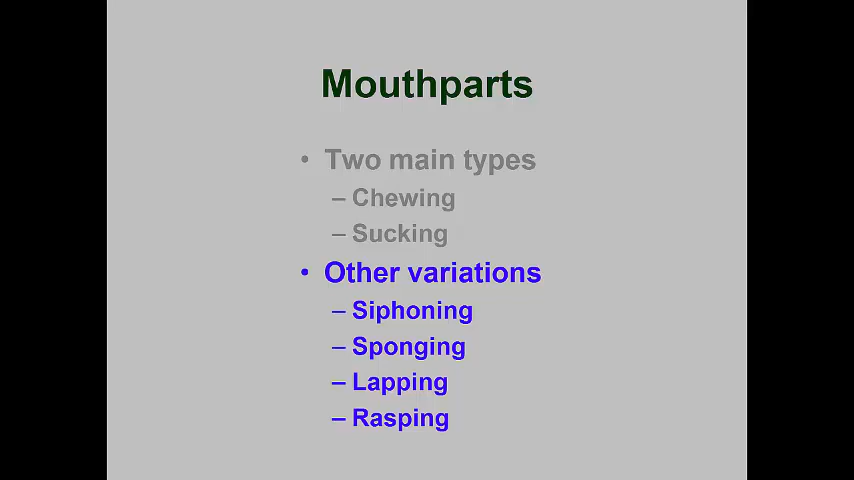 Mouthparts
• Two main types
– Chewing
– Sucking
• Other variations
– Siphoning
– Sponging
– Lapping
– Rasping